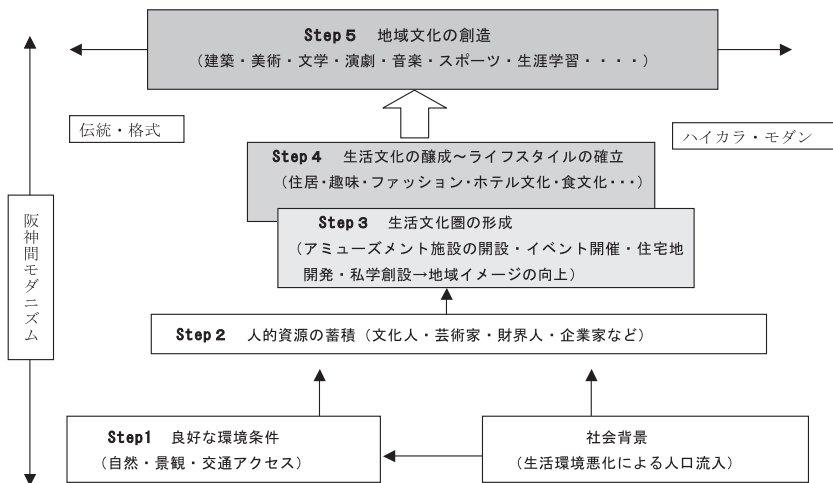 Step５ 地域文化の創造
（建築・美術・文学・演劇・音楽・スポーツ・生涯学習・・・・）
伝統・格式
ハイカラ・モダン
Step４ 生活文化の醸成～ライフスタイルの確立
（住居・趣味・ファッション・ホテル文化・食文化・・・）
Step３ 生活文化圏の形成
（アミューズメント施設の開設・イベント開催・住宅地
開発・私学創設→地域イメージの向上）
阪神間モダニズム
Step２ 人的資源の蓄積（文化人・芸術家・財界人・企業家など）
Step1 良好な環境条件
（自然・景観・交通アクセス）
社会背景
（生活環境悪化による人口流入）